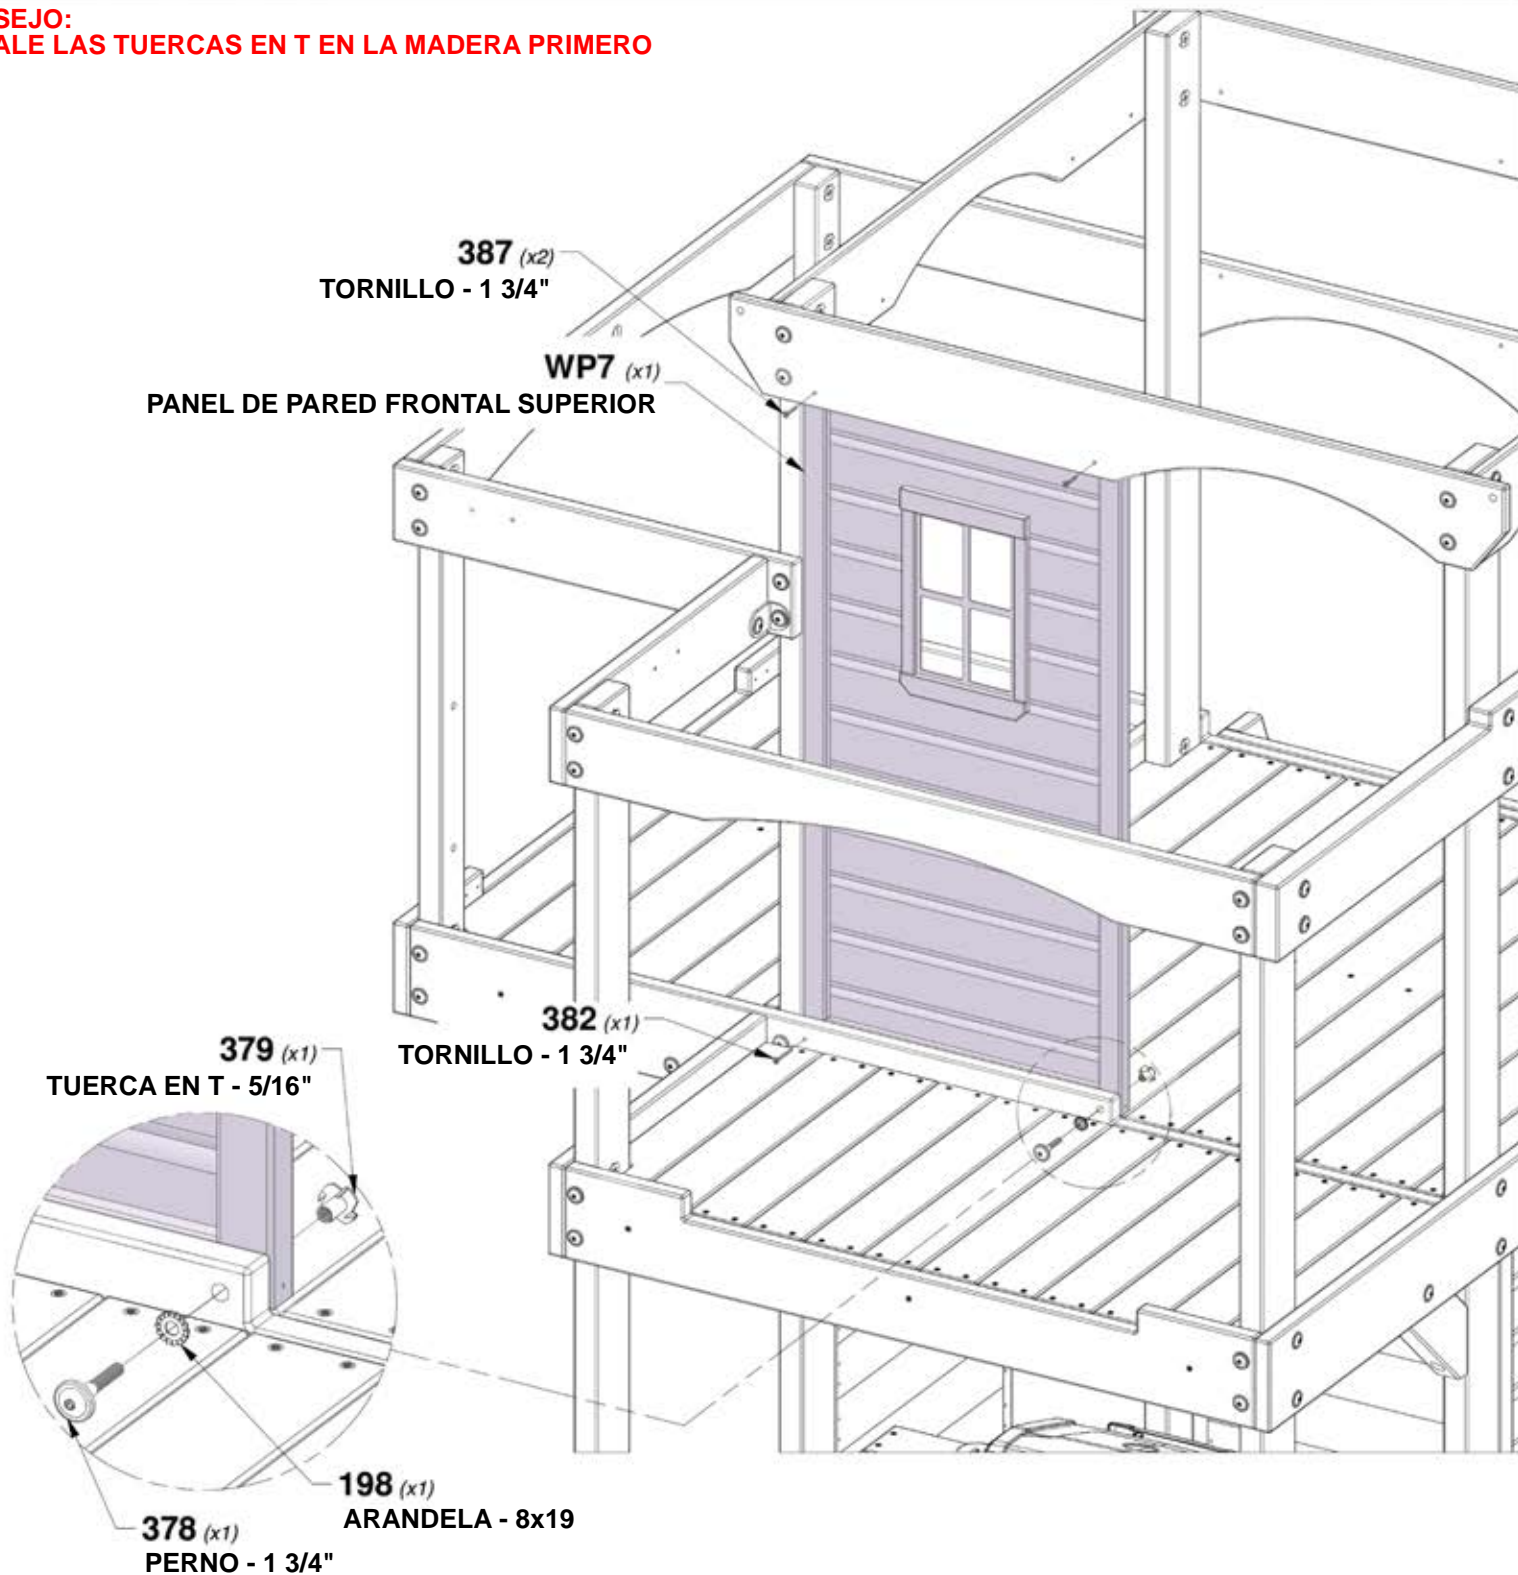 SEJO:
ALE LAS TUERCAS EN T EN LA MADERA PRIMERO
387 (x2)
TORNILLO - 1 3/4"
WP7 (x1)
PANEL DE PARED FRONTAL SUPERIOR
382 (x1)
TORNILLO - 1 3/4"
379 (x1)
TUERCA EN T - 5/16"
198 (x1)
ARANDELA - 8x19
378 (x1)
PERNO - 1 3/4"